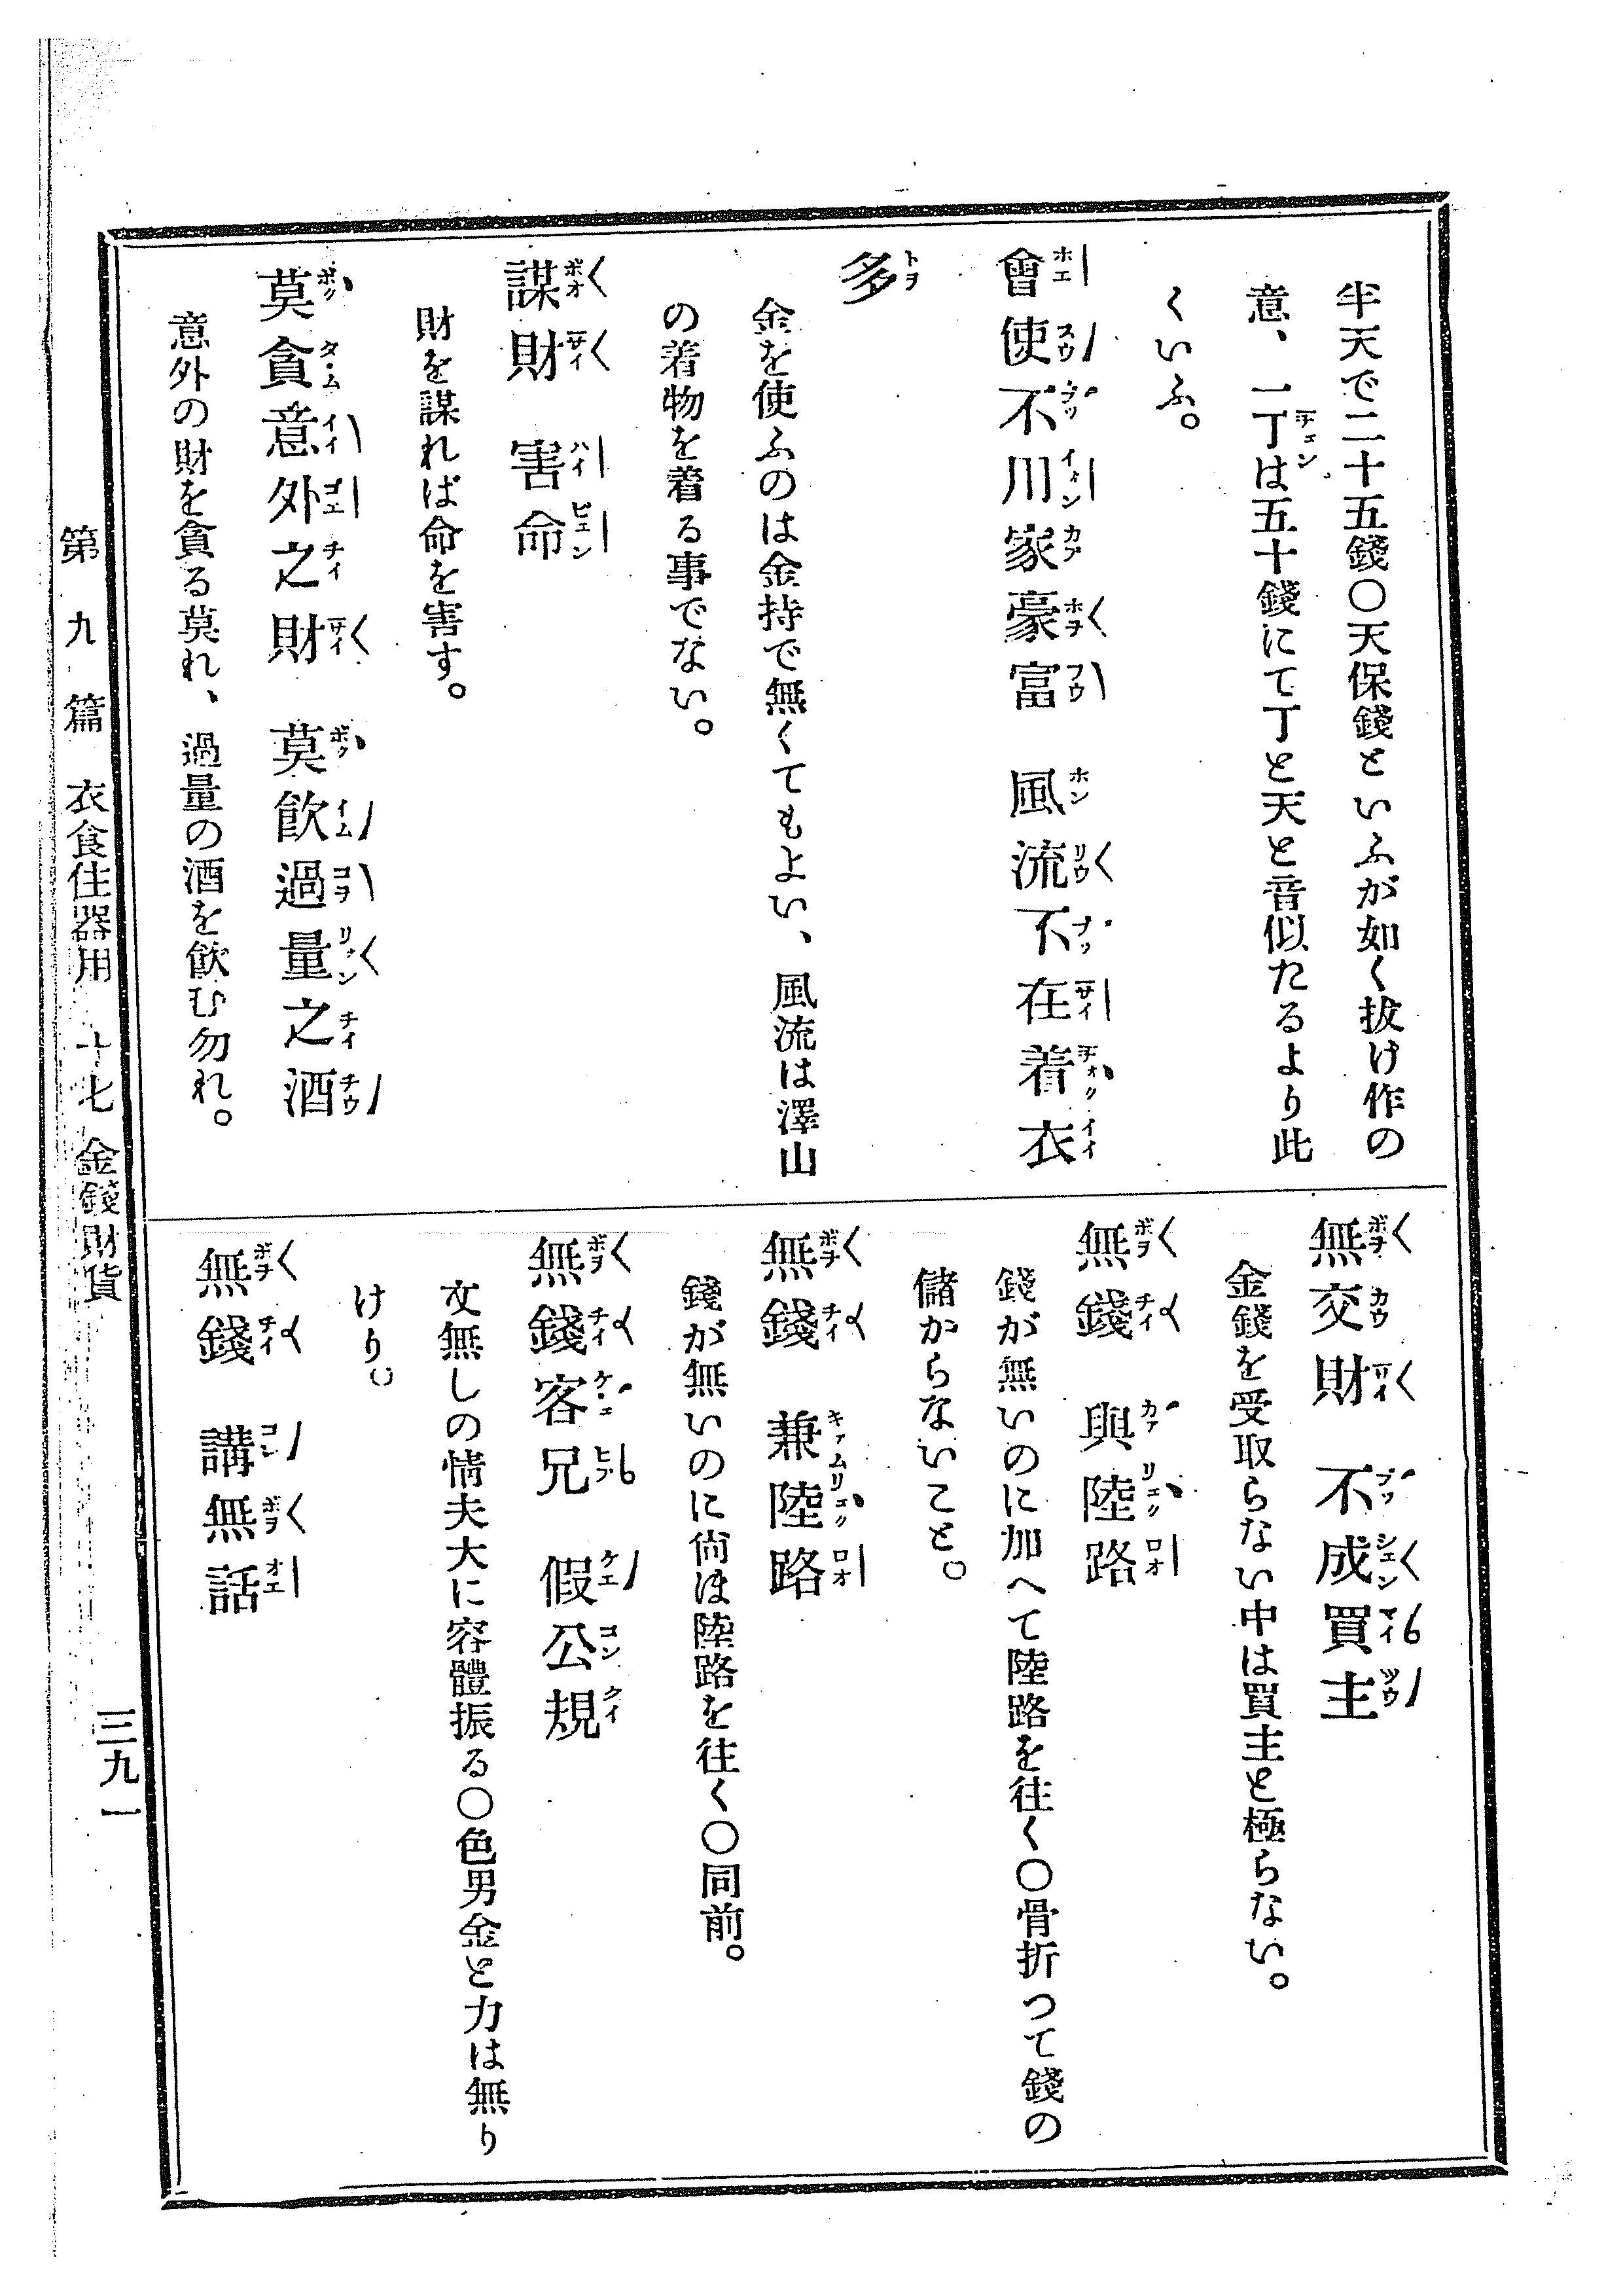 半天で二十五錢〇天保錢といふが如く拔け作の
意、一丁は五十錢にて丁と天と音似たるより此
くいふ。
會使不川家豪富　風流不在着衣
多
金を使ふのは金持で無くてもよい、風流は澤山
の着物を着る事でない。
謀財　害命
財を謀れば命を害す。
莫貪意外之財　莫飮過量之酒
意外の財を貪る莫れ、過量の酒を飮む勿れ。
無交財　不成買主
金錢を受取らない中は買主と極らない。
無錢　與陸路
錢が無いのに加へて陸路を往く〇骨折つて錢の
儲からないこと。
無錢　兼陸路
錢が無いのに尙ほ陸路を往く〇同前。
無錢客兄　假公規
文無しの情夫大に容體振る〇色男金と力は無り
けり。
無錢　講無話
第九篇　衣食住器用　十七　金錢財貨
三九一